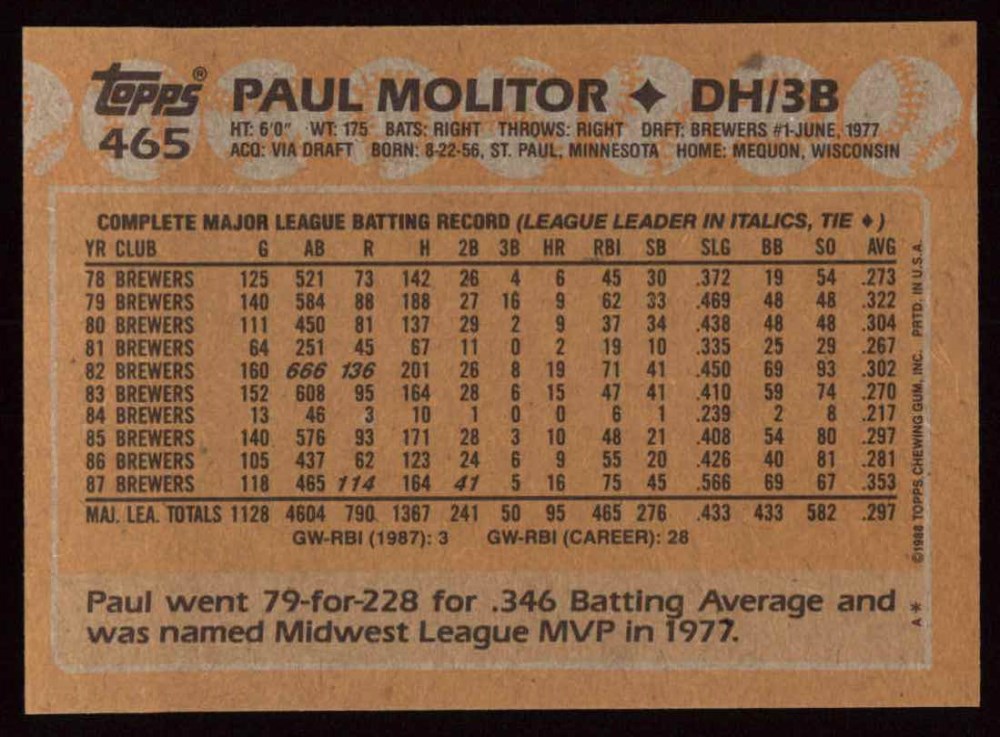 topps® PAUL MOLITOR ✦ DH/3B
465 HT: 6'0" WT: 175 BATS: RIGHT THROWS: RIGHT DRFT: BREWERS #1-JUNE, 1977
ACQ: VIA DRAFT BORN: 8-22-56, ST. PAUL, MINNESOTA HOME: MEQUON, WISCONSIN
COMPLETE MAJOR LEAGUE BATTING RECORD (LEAGUE LEADER IN ITALICS, TIE ♦)
YR CLUB G AB R H 2B 3B HR RBI SB SLG BB SO AVG
78 BREWERS 125 521 73 142 26 4 6 45 30 .372 19 54 .273
79 BREWERS 140 584 88 188 27 16 9 62 33 .469 48 48 .322
80 BREWERS 111 450 81 137 29 2 9 37 34 .438 48 48 .304
81 BREWERS 64 251 45 67 11 0 2 19 10 .335 25 29 .267
82 BREWERS 160 666 136 201 26 8 19 71 41 .450 69 93 .302
83 BREWERS 152 608 95 164 28 6 15 47 41 .410 59 74 .270
84 BREWERS 13 46 3 10 1 0 0 6 1 .239 2 8 .217
85 BREWERS 140 576 93 171 28 3 10 48 21 .408 54 80 .297
86 BREWERS 105 437 62 123 24 6 9 55 20 .426 40 81 .281
87 BREWERS 118 465 114 164 41 5 16 75 45 .566 69 67 .353
MAJ. LEA. TOTALS 1128 4604 790 1367 241 50 95 465 276 .433 433 582 .297
GW-RBI (1987): 3 GW-RBI (CAREER): 28
Paul went 79-for-228 for .346 Batting Average and
was named Midwest League MVP in 1977.
©1988 TOPPS CHEWING GUM, INC. PRTD. IN U.S.A.
A*